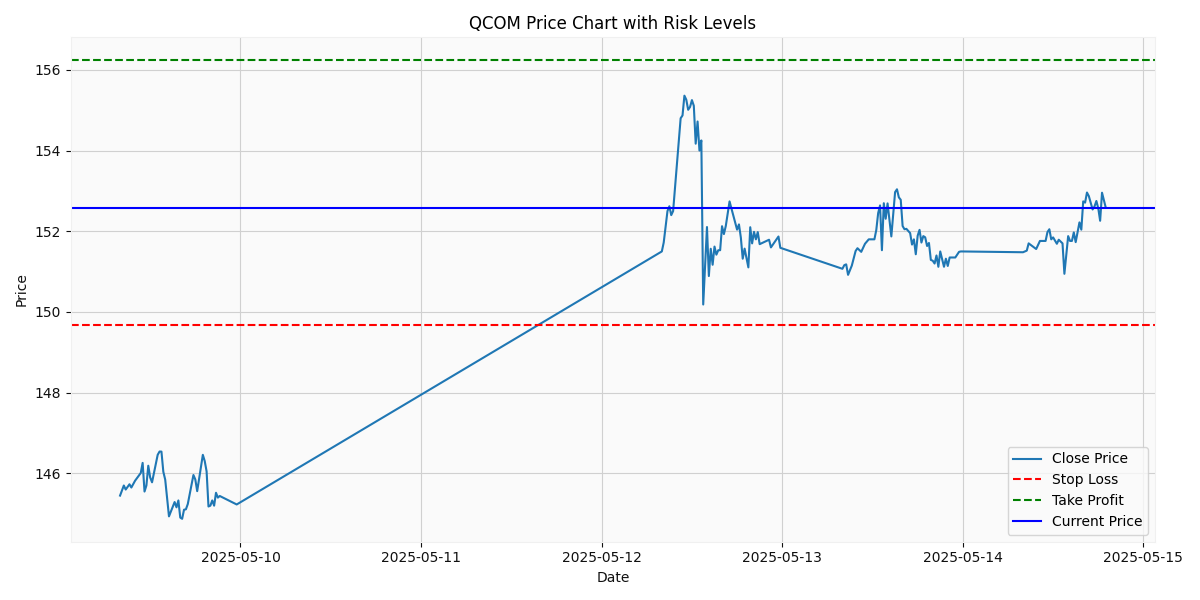 QCOM Price Chart with Risk Levels
Price
156
154
152
150
148
146
2025-05-10
2025-05-11
2025-05-12
2025-05-13
2025-05-14
2025-05-15
Date
Close Price
Stop Loss
Take Profit
Current Price